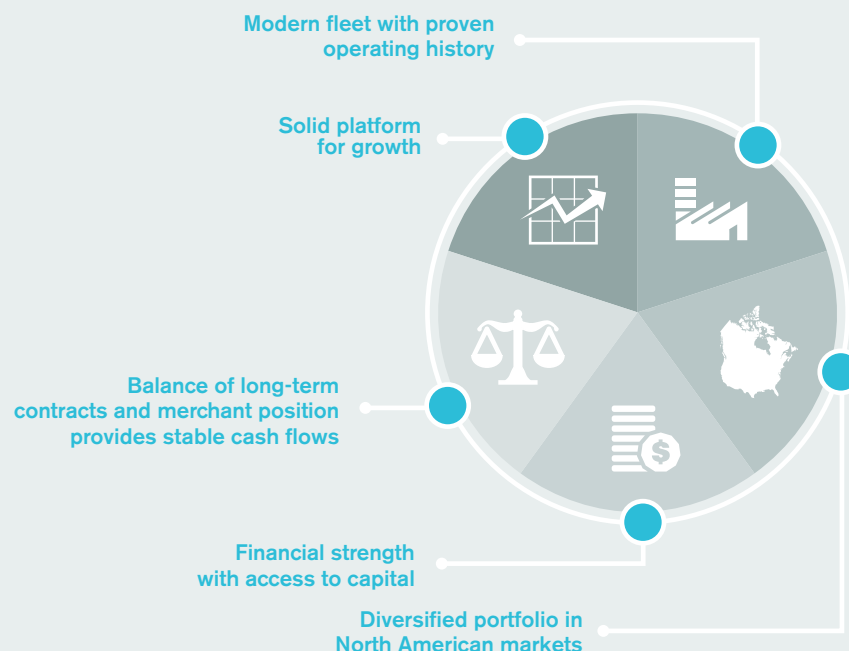 Modern fleet with proven
operating history
Solid platform
for growth
Balance of long-term
contracts and merchant position
provides stable cash flows
$
Financial strength
with access to capital
Diversified portfolio in
North American markets